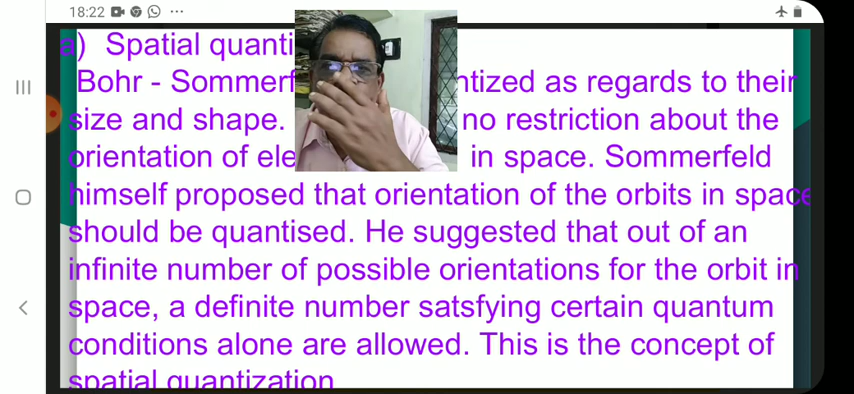 18:22
a) Spatial quanti
Bohr - Sommerf ntized as regards to their
size and shape. no restriction about the
orientation of ele in space. Sommerfeld
himself proposed that orientation of the orbits in space
should be quantised. He suggested that out of an
infinite number of possible orientations for the orbit in
space, a definite number satsfying certain quantum
conditions alone are allowed. This is the concept of
spatial quantization